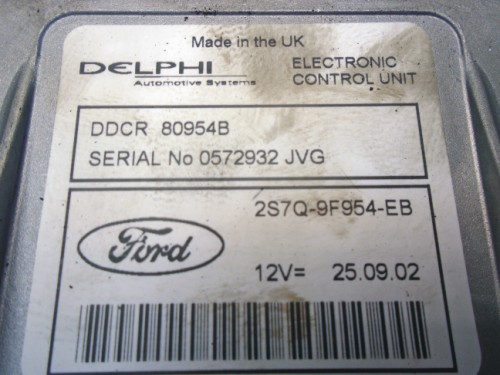 Made in the UK
DELPHI
Automotive Systems
ELECTRONIC
CONTROL UNIT
DDCR 80954B
SERIAL No 0572932 JVG
2S7Q-9F954-EB
Ford
12V= 25.09.02